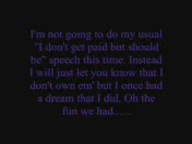 I'm not going to do my usual
"I don't get paid but should
be" speech this time. Instead
I will just let you know that I
don't own em' but I once had
a dream that I did. Oh the
fun we had......